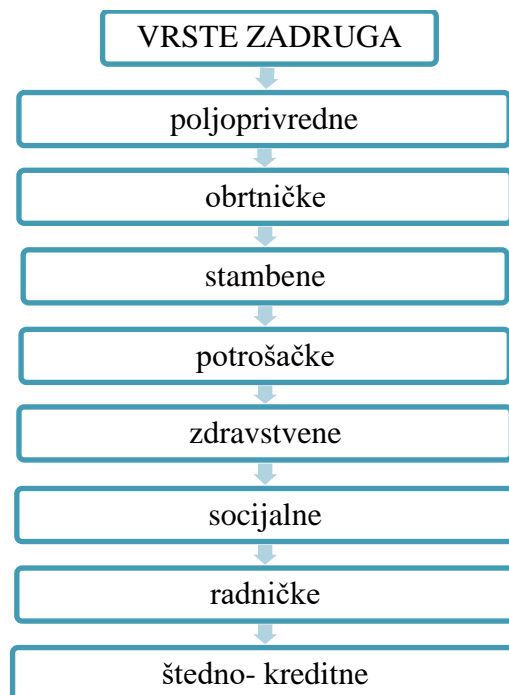 VRSTE ZADRUGA
poljoprivredne
obrtničke
stambene
potrošačke
zdravstvene
socijalne
radničke
štedno- kreditne